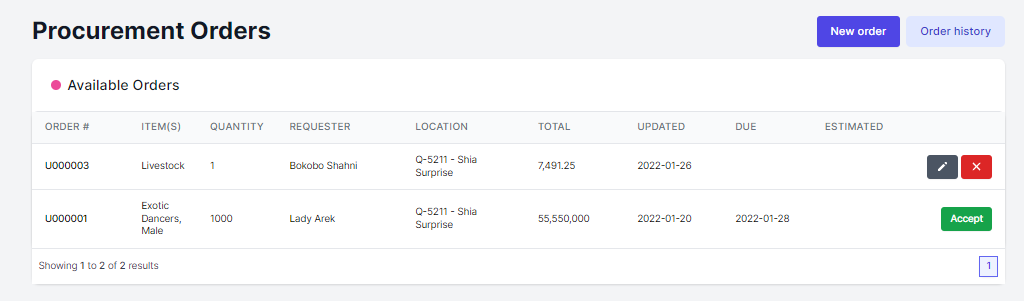 Procurement Orders
New order
Order history
Available Orders
ORDER # ITEM(S) QUANTITY REQUESTER LOCATION TOTAL UPDATED DUE ESTIMATED
U000003 Livestock 1 Bokobo Shahni Q-5211 - Shia Surprise 7,491.25 2022-01-26
U000001 Exotic Dancers, Male 1000 Lady Arek Q-5211 - Shia Surprise 55,550,000 2022-01-20 2022-01-28 Accept
Showing 1 to 2 of 2 results
1